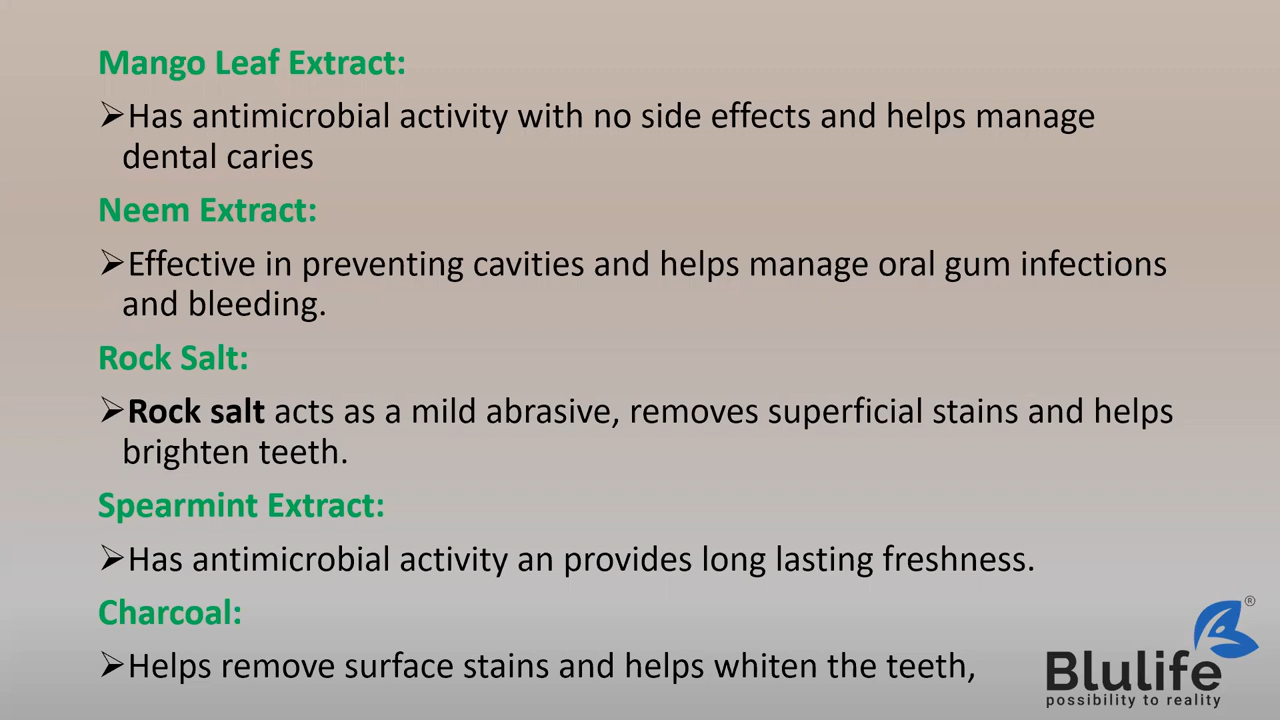 Mango Leaf Extract:
➢Has antimicrobial activity with no side effects and helps manage
dental caries
Neem Extract:
➢Effective in preventing cavities and helps manage oral gum infections
and bleeding.
Rock Salt:
➢Rock salt acts as a mild abrasive, removes superficial stains and helps
brighten teeth.
Spearmint Extract:
➢Has antimicrobial activity an provides long lasting freshness.
Charcoal:
➢Helps remove surface stains and helps whiten the teeth,
®
Blulife
possibility to reality